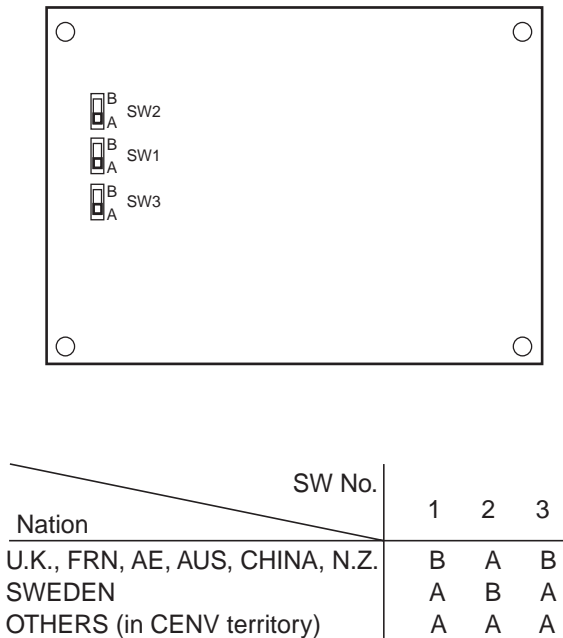 B
SW2
A
B
SW1
A
B
SW3
A
SW No.
Nation
1 2 3
U.K., FRN, AE, AUS, CHINA, N.Z. B A B
SWEDEN A B A
OTHERS (in CENV territory) A A A